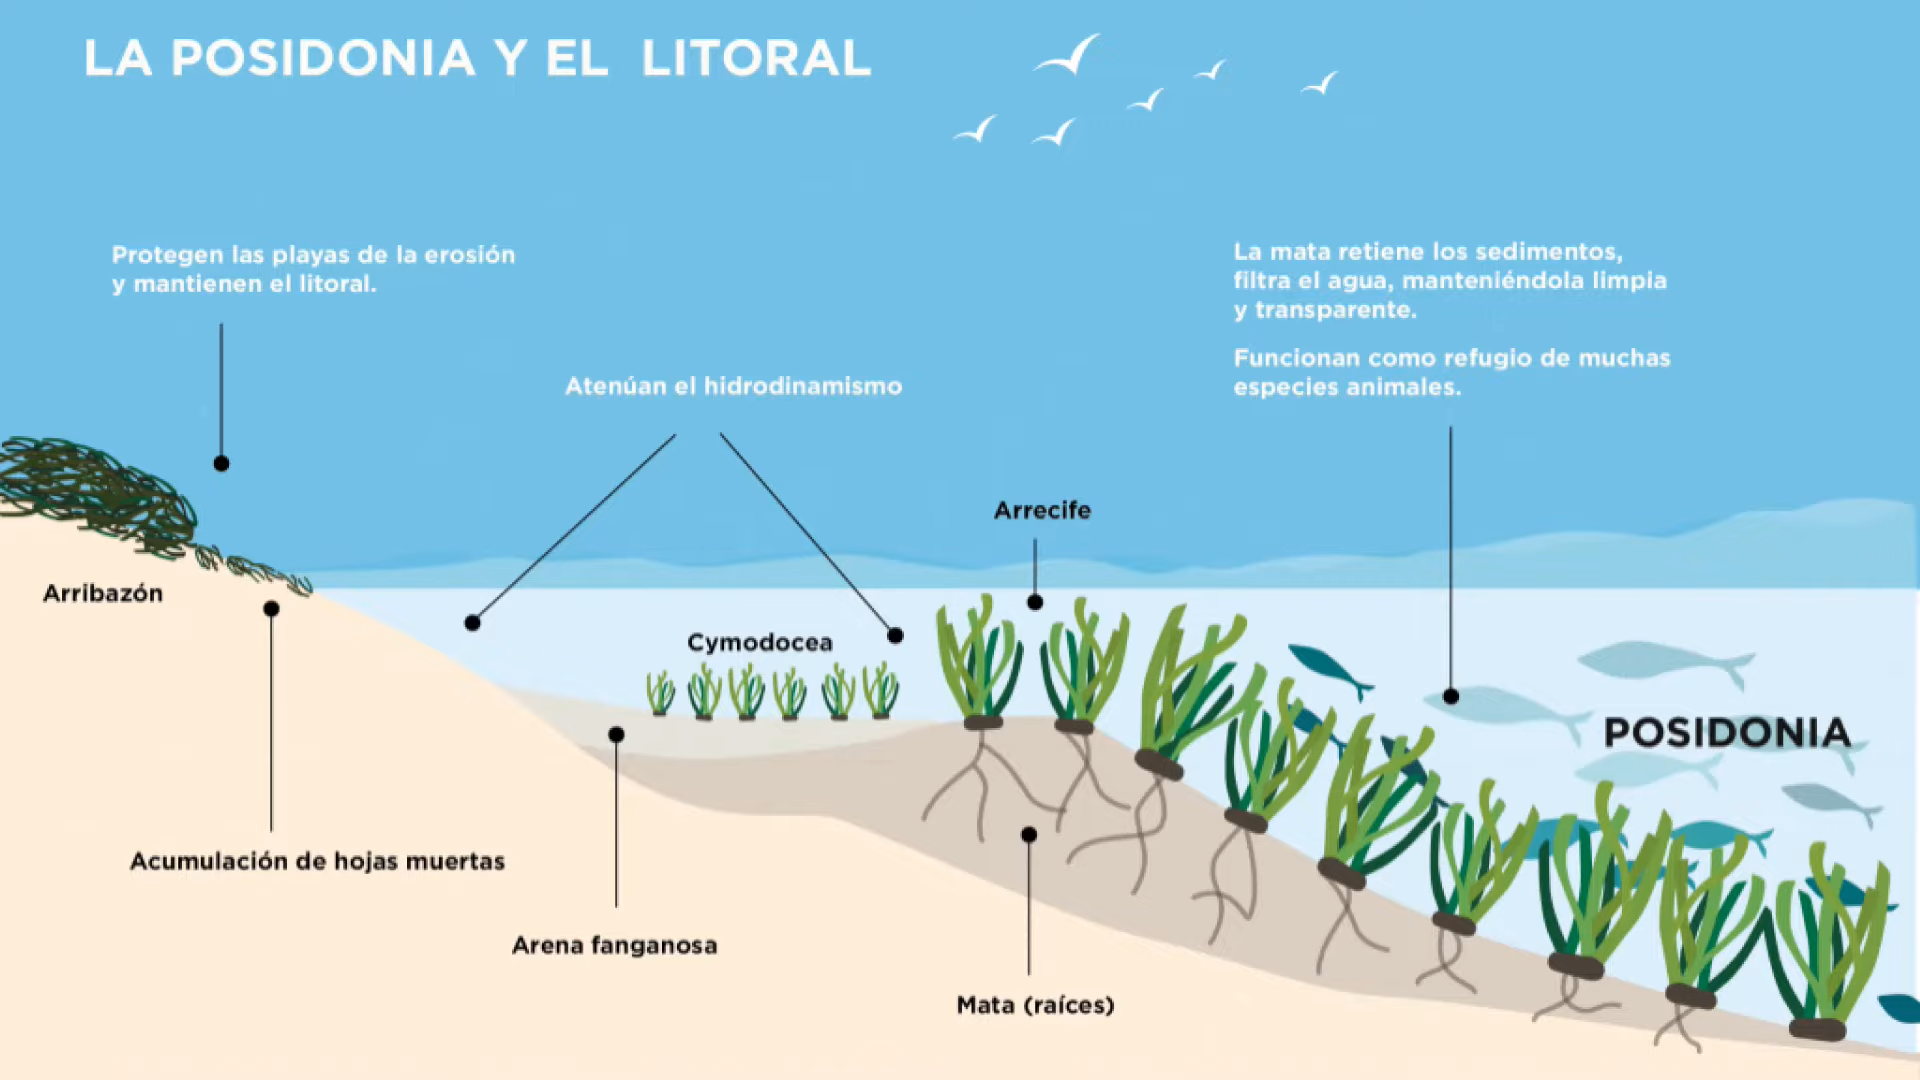 LA POSIDONIA Y EL LITORAL
Protegen las playas de la erosión
y mantienen el litoral.
La mata retiene los sedimentos,
filtra el agua, manteniéndola limpia
y transparente.
Funcionan como refugio de muchas
especies animales.
Atenúan el hidrodinamismo
Arrecife
Arribazón
Cymodocea
POSIDONIA
Acumulación de hojas muertas
Arena fanganosa
Mata (raíces)